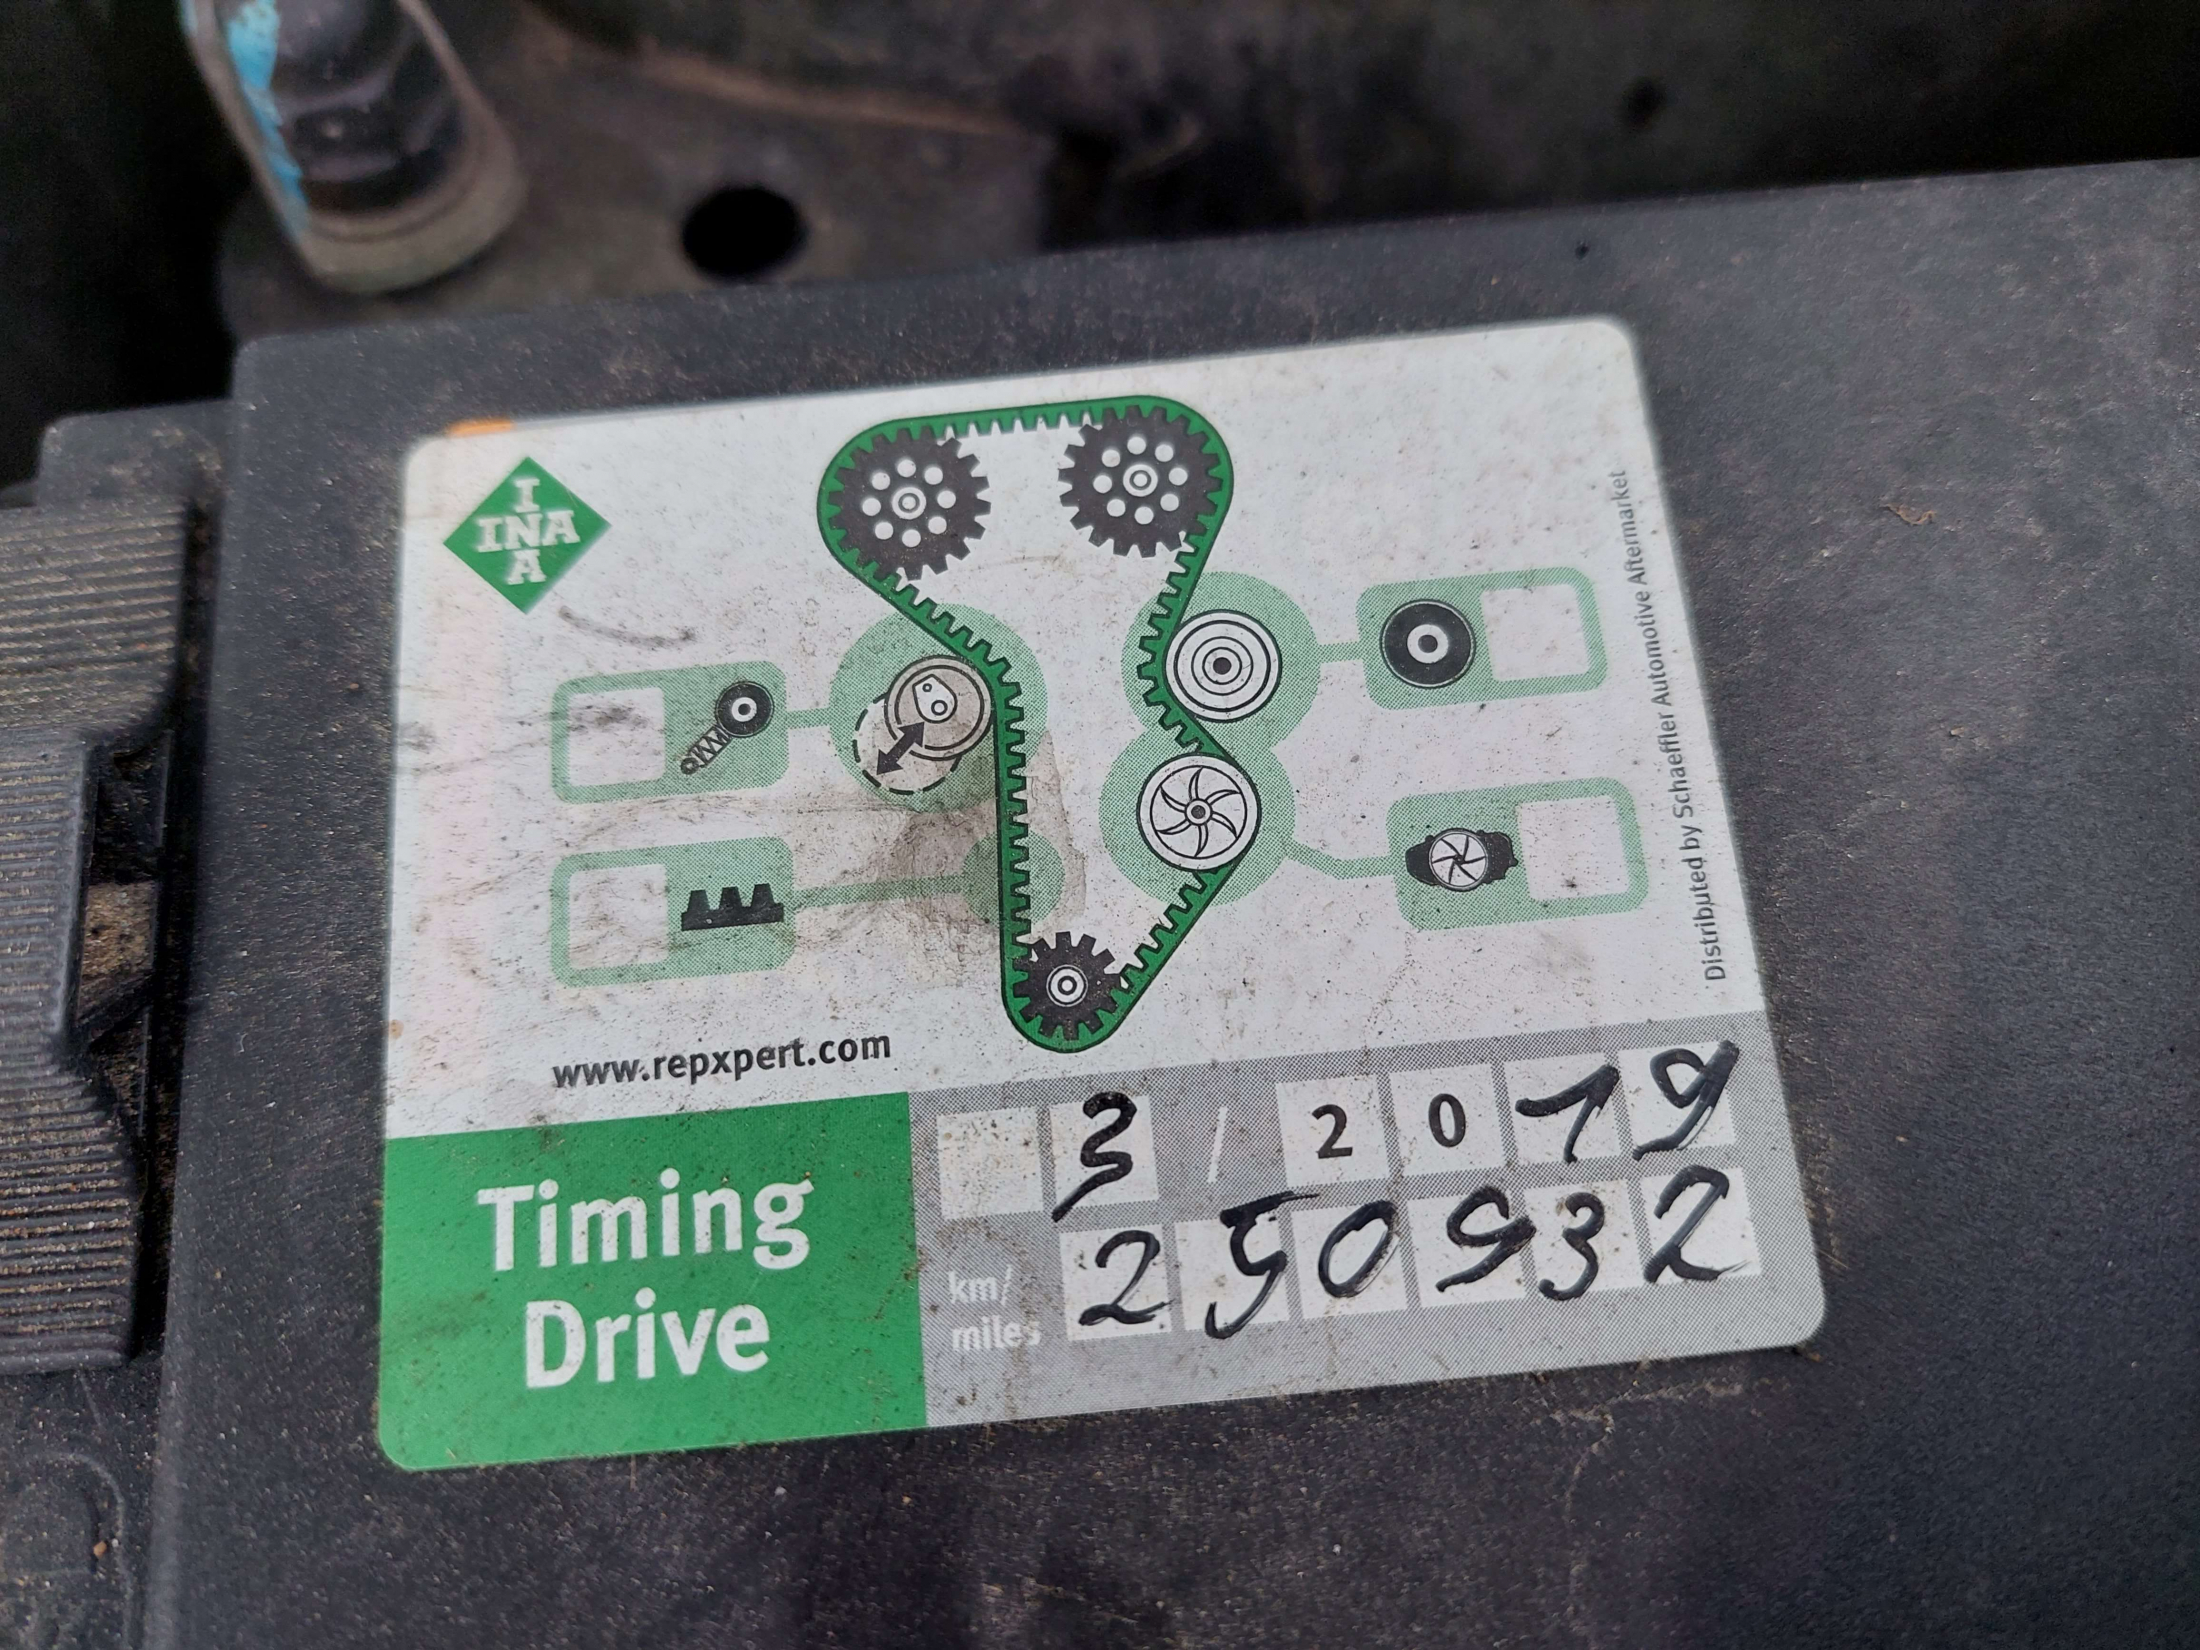 I
INA
A
Distributed by Schaeffler Automotive Aftermarket
www.repxpert.com
3 / 2019
Timing
Drive
km/
miles
250932